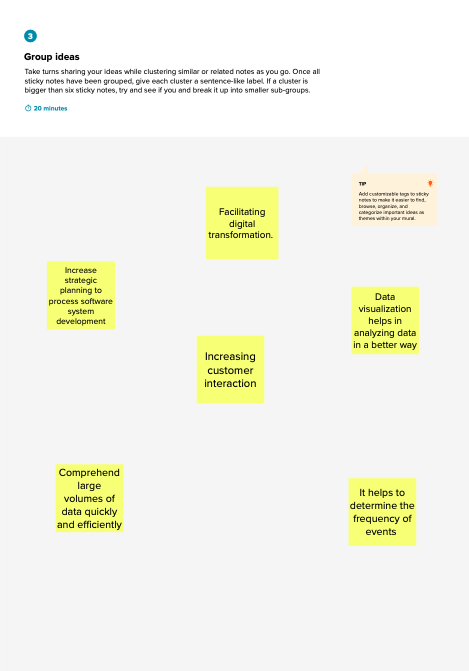 3
Group ideas
Take turns sharing your ideas while clustering similar or related notes as you go. Once all
sticky notes have been grouped, give each cluster a sentence-like label. If a cluster is
bigger than six sticky notes, try and see if you and break it up into smaller sub-groups.
20 minutes
TIP
Add customizable tags to sticky
notes to make it easier to find,
browse, organize, and
categorize important ideas as
themes within your mural.
Facilitating
digital
transformation.
Increase
strategic
planning to
process software
system
development
Data
visualization
helps in
analyzing data
in a better way
Increasing
customer
interaction
Comprehend
large
volumes of
data quickly
and efficiently
It helps to
determine the
frequency of
events